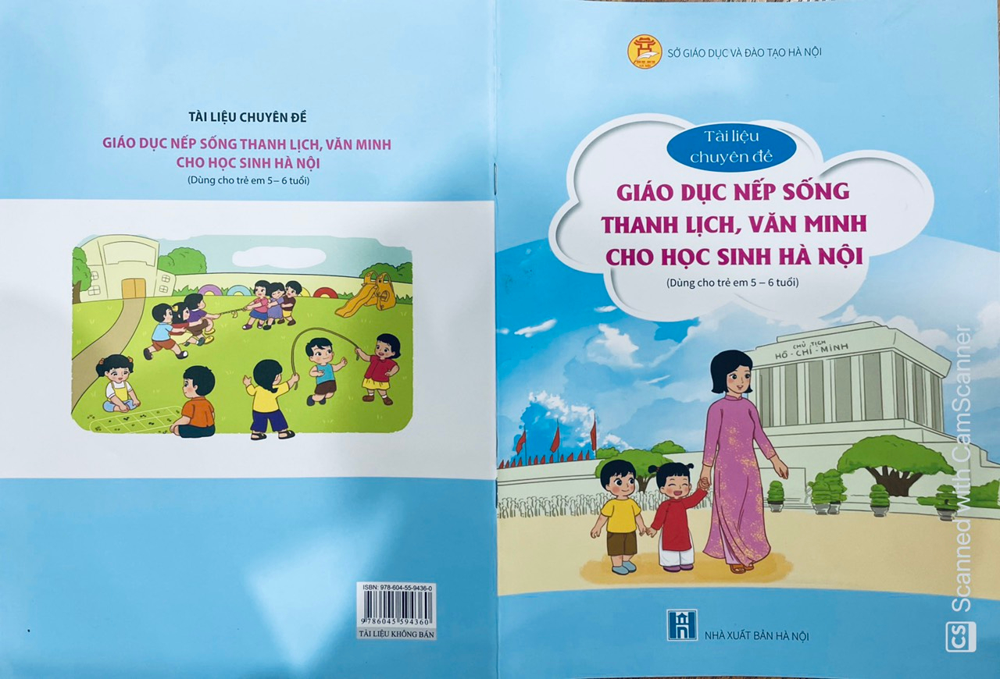 TÀI LIỆU CHUYÊN ĐỀ
GIÁO DỤC NẾP SỐNG THANH LỊCH, VĂN MINH
CHO HỌC SINH HÀ NỘI
(Dùng cho trẻ em 5 – 6 tuổi)
ISBN: 978-604-55-9436-0
9 786045 594360
TÀI LIỆU KHÔNG BÁN
SỞ GIÁO DỤC VÀ ĐÀO TẠO HÀ NỘI
Tài liệu
chuyên đề
GIÁO DỤC NẾP SỐNG
THANH LỊCH, VĂN MINH
CHO HỌC SINH HÀ NỘI
(Dùng cho trẻ em 5 – 6 tuổi)
CHỦ TỊCH
HỒ - CHÍ - MINH
NHÀ XUẤT BẢN HÀ NỘI
CS Scanned with CamScanner